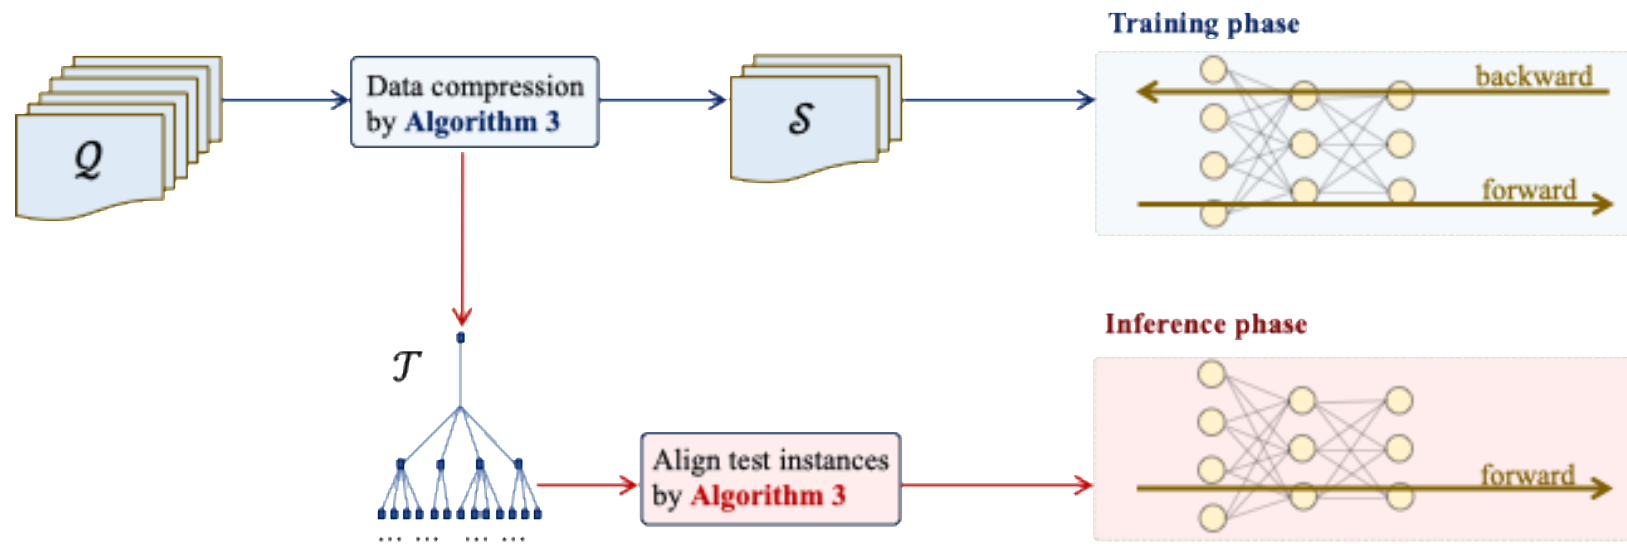 Training phase
backward
Q
Data compression
by Algorithm 3
S
forward
Inference phase
T
Align test instances
by Algorithm 3
forward
... ... ... ...